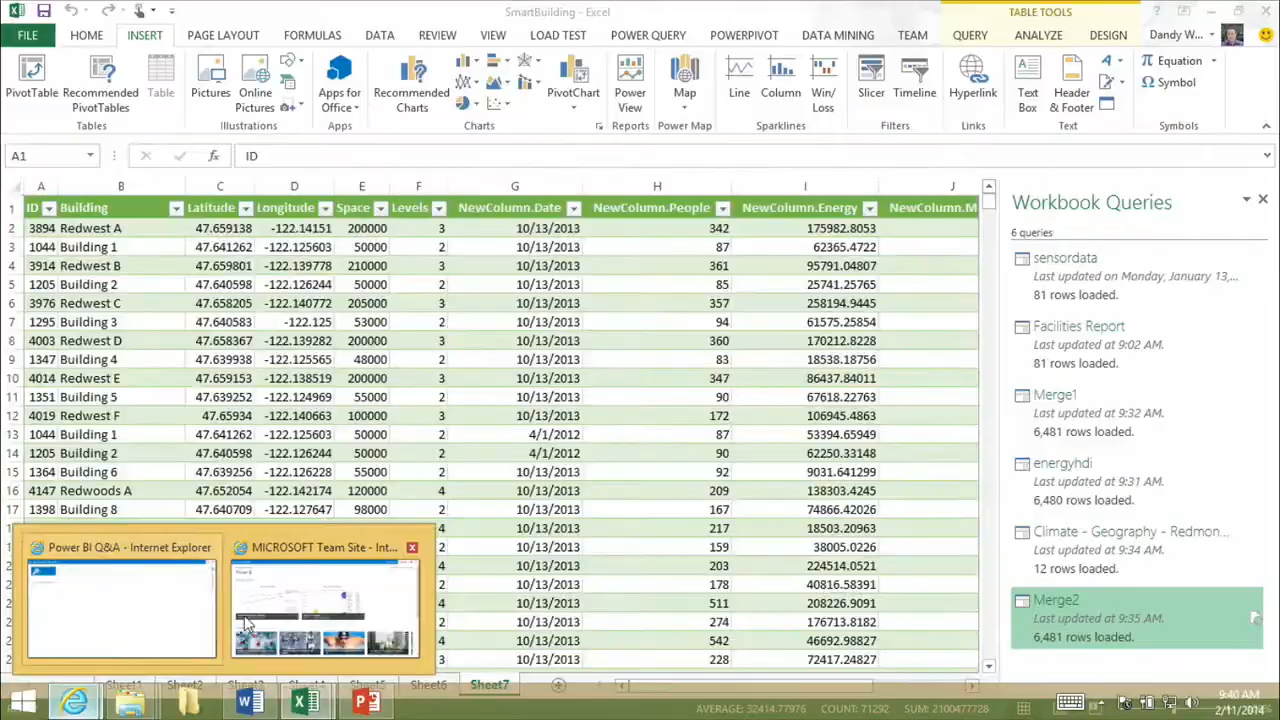 SmartBuilding - Excel
TABLE TOOLS
FILE HOME INSERT PAGE LAYOUT FORMULAS DATA REVIEW VIEW LOAD TEST POWER QUERY POWERPIVOT DATA MINING TEAM QUERY ANALYZE DESIGN Dandy W...
PivotTable Recommended PivotTables Table
Pictures Online Pictures
Apps for Office
Recommended Charts
PivotChart
Power View
Map
Line Column Win/Loss
Slicer Timeline
Hyperlink
Text Box Header & Footer
Equation
Symbol
Tables Illustrations Apps Charts Reports Power Map Sparklines Filters Links Text Symbols
A1 fx ID
A B C D E F G H I J
1 ID Building Latitude Longitude Space Levels NewColumn.Date NewColumn.People NewColumn.Energy NewColumn.M
2 3894 Redwest A 47.659138 -122.14151 200000 3 10/13/2013 342 175982.8053
3 1044 Building 1 47.641262 -122.125603 50000 2 10/13/2013 87 62365.4722
4 3914 Redwest B 47.659801 -122.139778 210000 3 10/13/2013 361 95791.04807
5 1205 Building 2 47.640598 -122.126244 50000 2 10/13/2013 85 25741.25765
6 3976 Redwest C 47.658205 -122.140772 205000 3 10/13/2013 357 258194.9445
7 1295 Building 3 47.640583 -122.125 53000 2 10/13/2013 94 61575.25854
8 4003 Redwest D 47.658367 -122.139282 200000 3 10/13/2013 360 170212.8228
9 1347 Building 4 47.639938 -122.125565 48000 2 10/13/2013 83 18538.18756
10 4014 Redwest E 47.659153 -122.138519 200000 3 10/13/2013 347 86437.84011
11 1351 Building 5 47.639252 -122.124969 55000 2 10/13/2013 90 67618.22763
12 4019 Redwest F 47.65934 -122.140663 100000 3 10/13/2013 172 106945.4863
13 1044 Building 1 47.641262 -122.125603 50000 2 4/1/2012 87 53394.65949
14 1205 Building 2 47.640598 -122.126244 50000 2 4/1/2012 90 62250.33148
15 1364 Building 6 47.639256 -122.126228 55000 2 10/13/2013 92 9031.641299
16 4147 Redwoods A 47.652054 -122.142174 120000 4 10/13/2013 209 138303.4245
17 1398 Building 8 47.640709 -122.127647 98000 3 10/13/2013 167 74866.42026
4 10/13/2013 217 18503.20963
2 10/13/2013 159 38005.0226
4 10/13/2013 203 224514.0521
2 10/13/2013 178 40816.58391
4 10/13/2013 511 208226.9091
2 10/13/2013 274 176713.8182
4 10/13/2013 542 46692.98827
3 10/13/2013 228 72417.24827
Power BI Q&A - Internet Explorer
MICROSOFT Team Site - Int...
Workbook Queries
6 queries
sensordata
Last updated on Monday, January 13,...
81 rows loaded.
Facilities Report
Last updated at 9:02 AM.
81 rows loaded.
Merge1
Last updated at 9:32 AM.
6,481 rows loaded.
energyhdi
Last updated at 9:31 AM.
6,480 rows loaded.
Climate - Geography - Redmon...
Last updated at 9:34 AM.
12 rows loaded.
Merge2
Last updated at 9:35 AM.
6,481 rows loaded.
Sheet1 Sheet2 Sheet3 Sheet4 Sheet5 Sheet6 Sheet7
AVERAGE: 32414.77976 COUNT: 71292 SUM: 2100477728
9:40 AM
2/11/2014